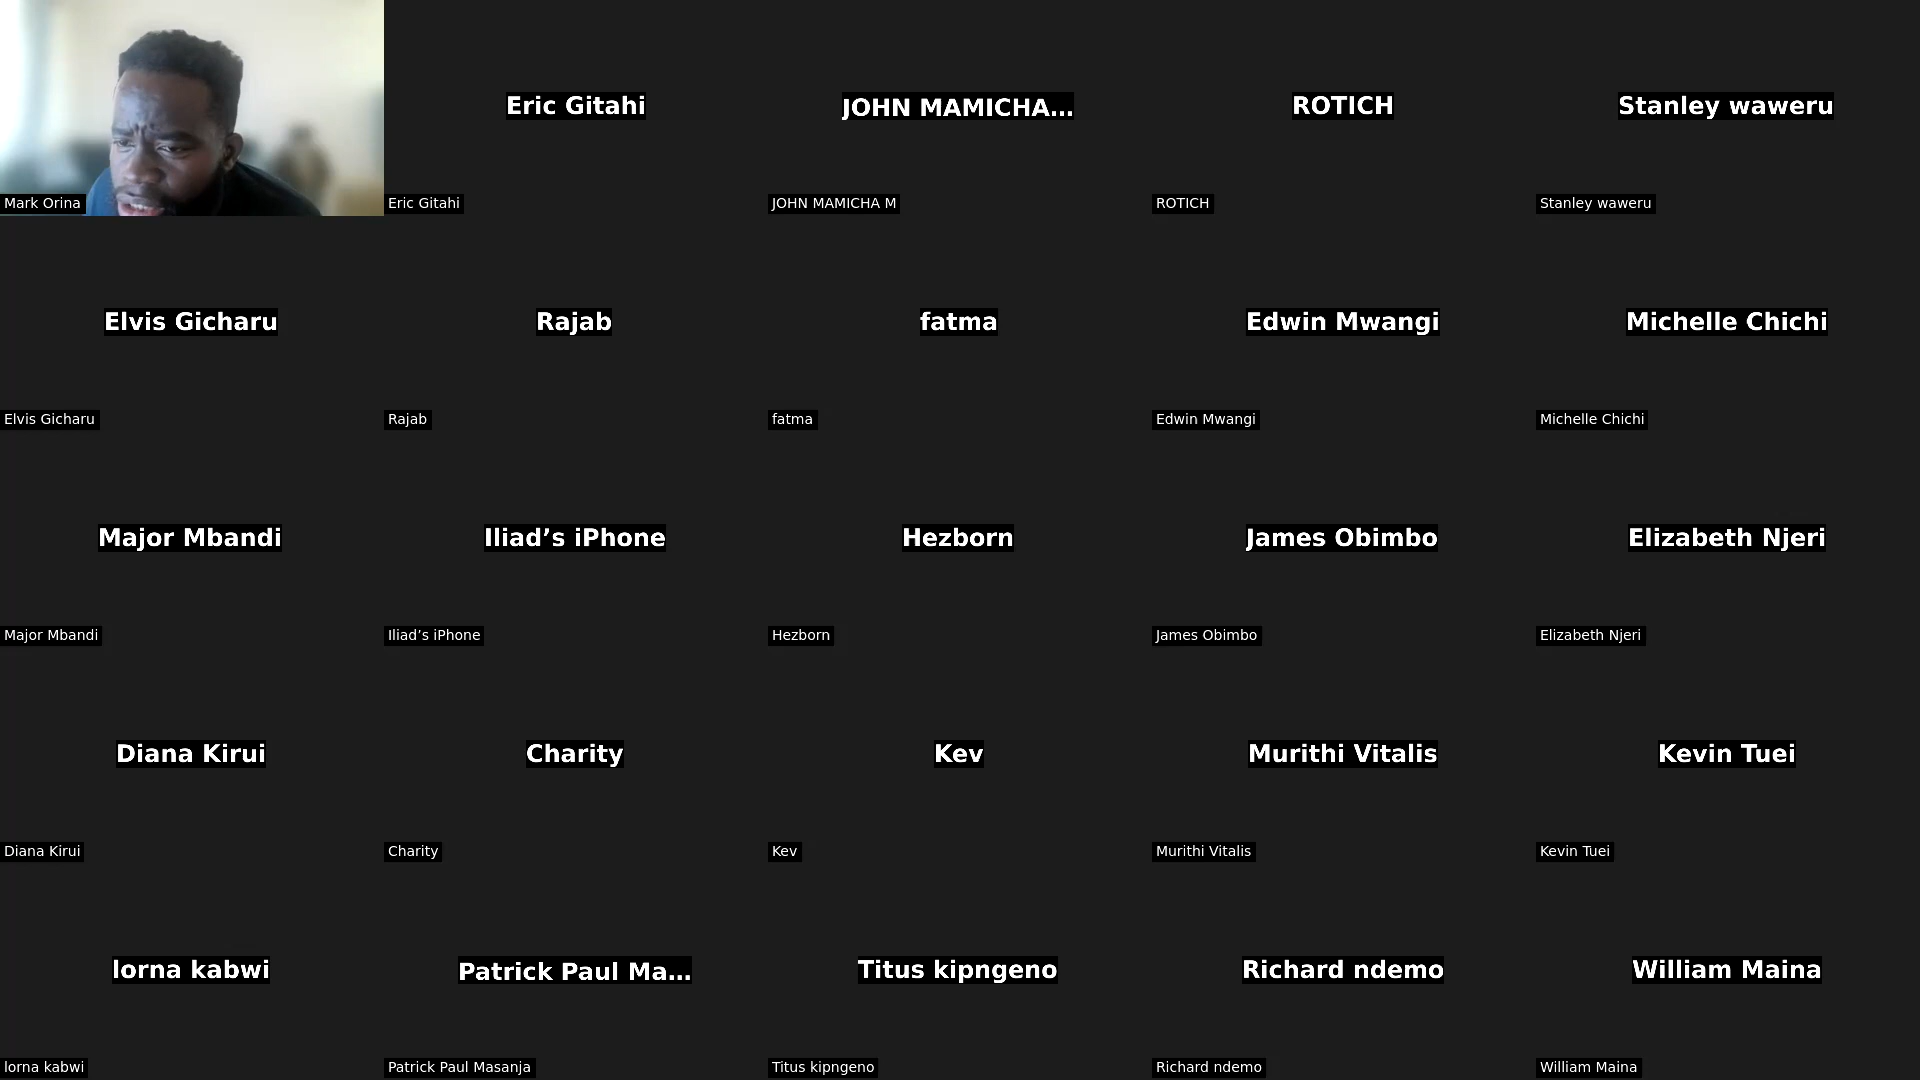 Eric Gitahi
JOHN MAMICHA...
ROTICH
Stanley waweru
Mark Orina
Eric Gitahi
JOHN MAMICHA M
ROTICH
Stanley waweru
Elvis Gicharu
Rajab
fatma
Edwin Mwangi
Michelle Chichi
Elvis Gicharu
Rajab
fatma
Edwin Mwangi
Michelle Chichi
Major Mbandi
Iliad’s iPhone
Hezborn
James Obimbo
Elizabeth Njeri
Major Mbandi
Iliad’s iPhone
Hezborn
James Obimbo
Elizabeth Njeri
Diana Kirui
Charity
Kev
Murithi Vitalis
Kevin Tuei
Diana Kirui
Charity
Kev
Murithi Vitalis
Kevin Tuei
lorna kabwi
Patrick Paul Ma...
Titus kipngeno
Richard ndemo
William Maina
lorna kabwi
Patrick Paul Masanja
Titus kipngeno
Richard ndemo
William Maina